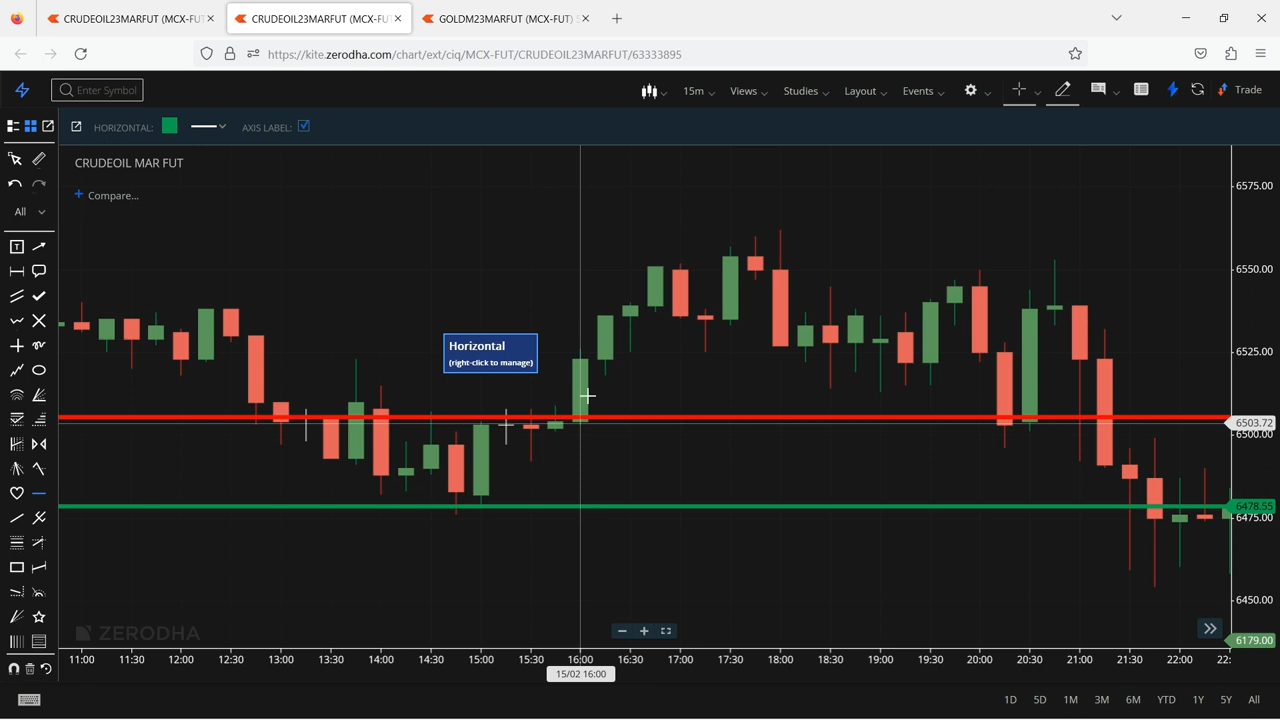 CRUDEOIL23MARFUT (MCX-FUT
CRUDEOIL23MARFUT (MCX-FU
GOLDM23MARFUT (MCX-FUT)
https://kite.zerodha.com/chart/ext/ciq/MCX-FUT/CRUDEOIL23MARFUT/63333895
Enter Symbol
15m
Views
Studies
Layout
Events
Trade
HORIZONTAL:
AXIS LABEL:
CRUDEOIL MAR FUT
+ Compare...
All
T
Horizontal
(right-click to manage)
6575.00
6550.00
6525.00
6503.72
6500.00
6478.55
6475.00
6450.00
6179.00
ZERODHA
11:00 11:30 12:00 12:30 13:00 13:30 14:00 14:30 15:00 15:30 16:00 16:30 17:00 17:30 18:00 18:30 19:00 19:30 20:00 20:30 21:00 21:30 22:00 22:
15/02 16:00
1D 5D 1M 3M 6M YTD 1Y 5Y All